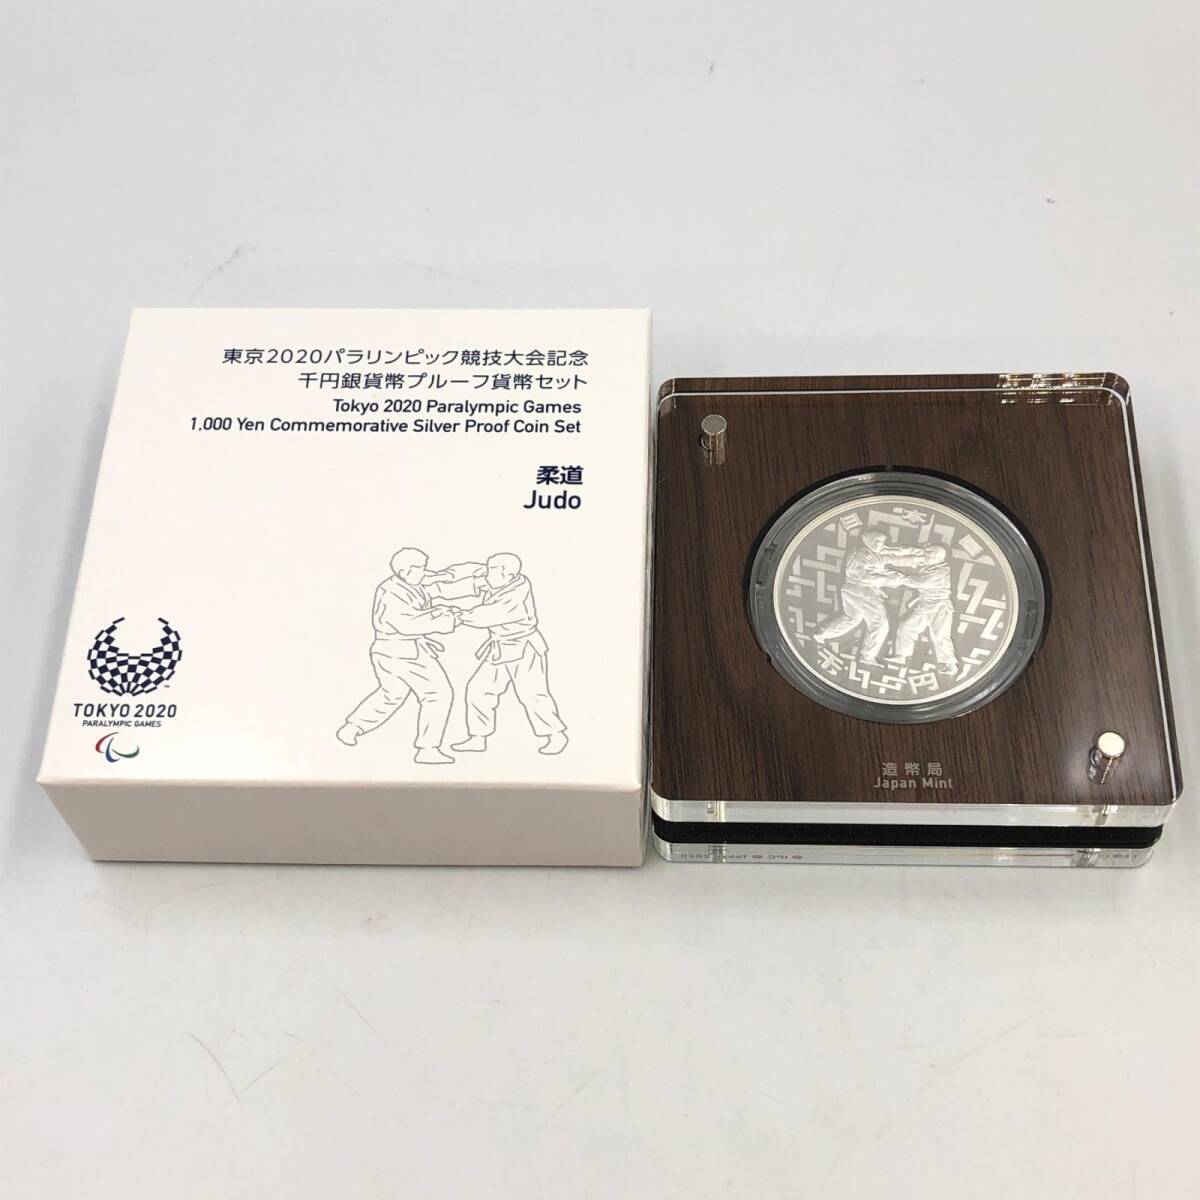 東京2020パラリンピック競技大会記念
千円銀貨幣プルーフ貨幣セット
Tokyo 2020 Paralympic Games
1,000 Yen Commemorative Silver Proof Coin Set
柔道
Judo
TOKYO 2020
PARALYMPIC GAMES
日本国
千円
造幣局
Japan Mint